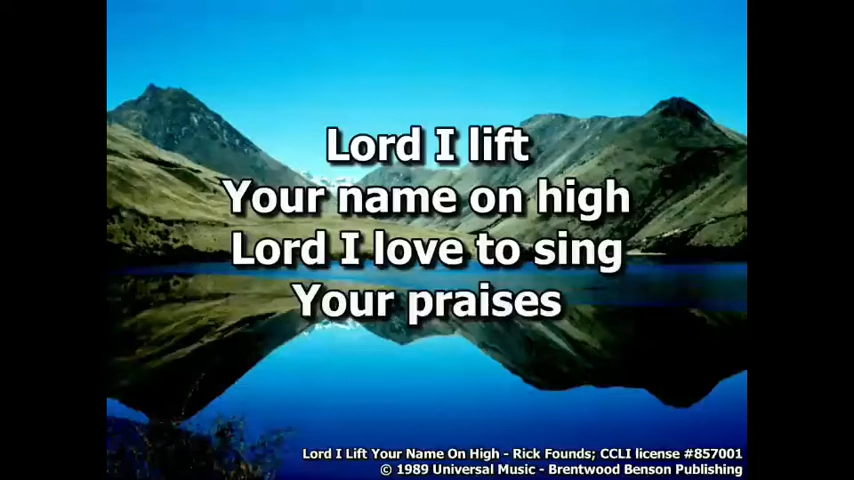 Lord I lift
Your name on high
Lord I love to sing
Your praises
Lord I Lift Your Name On High - Rick Founds; CCLI license #857001
© 1989 Universal Music - Brentwood Benson Publishing